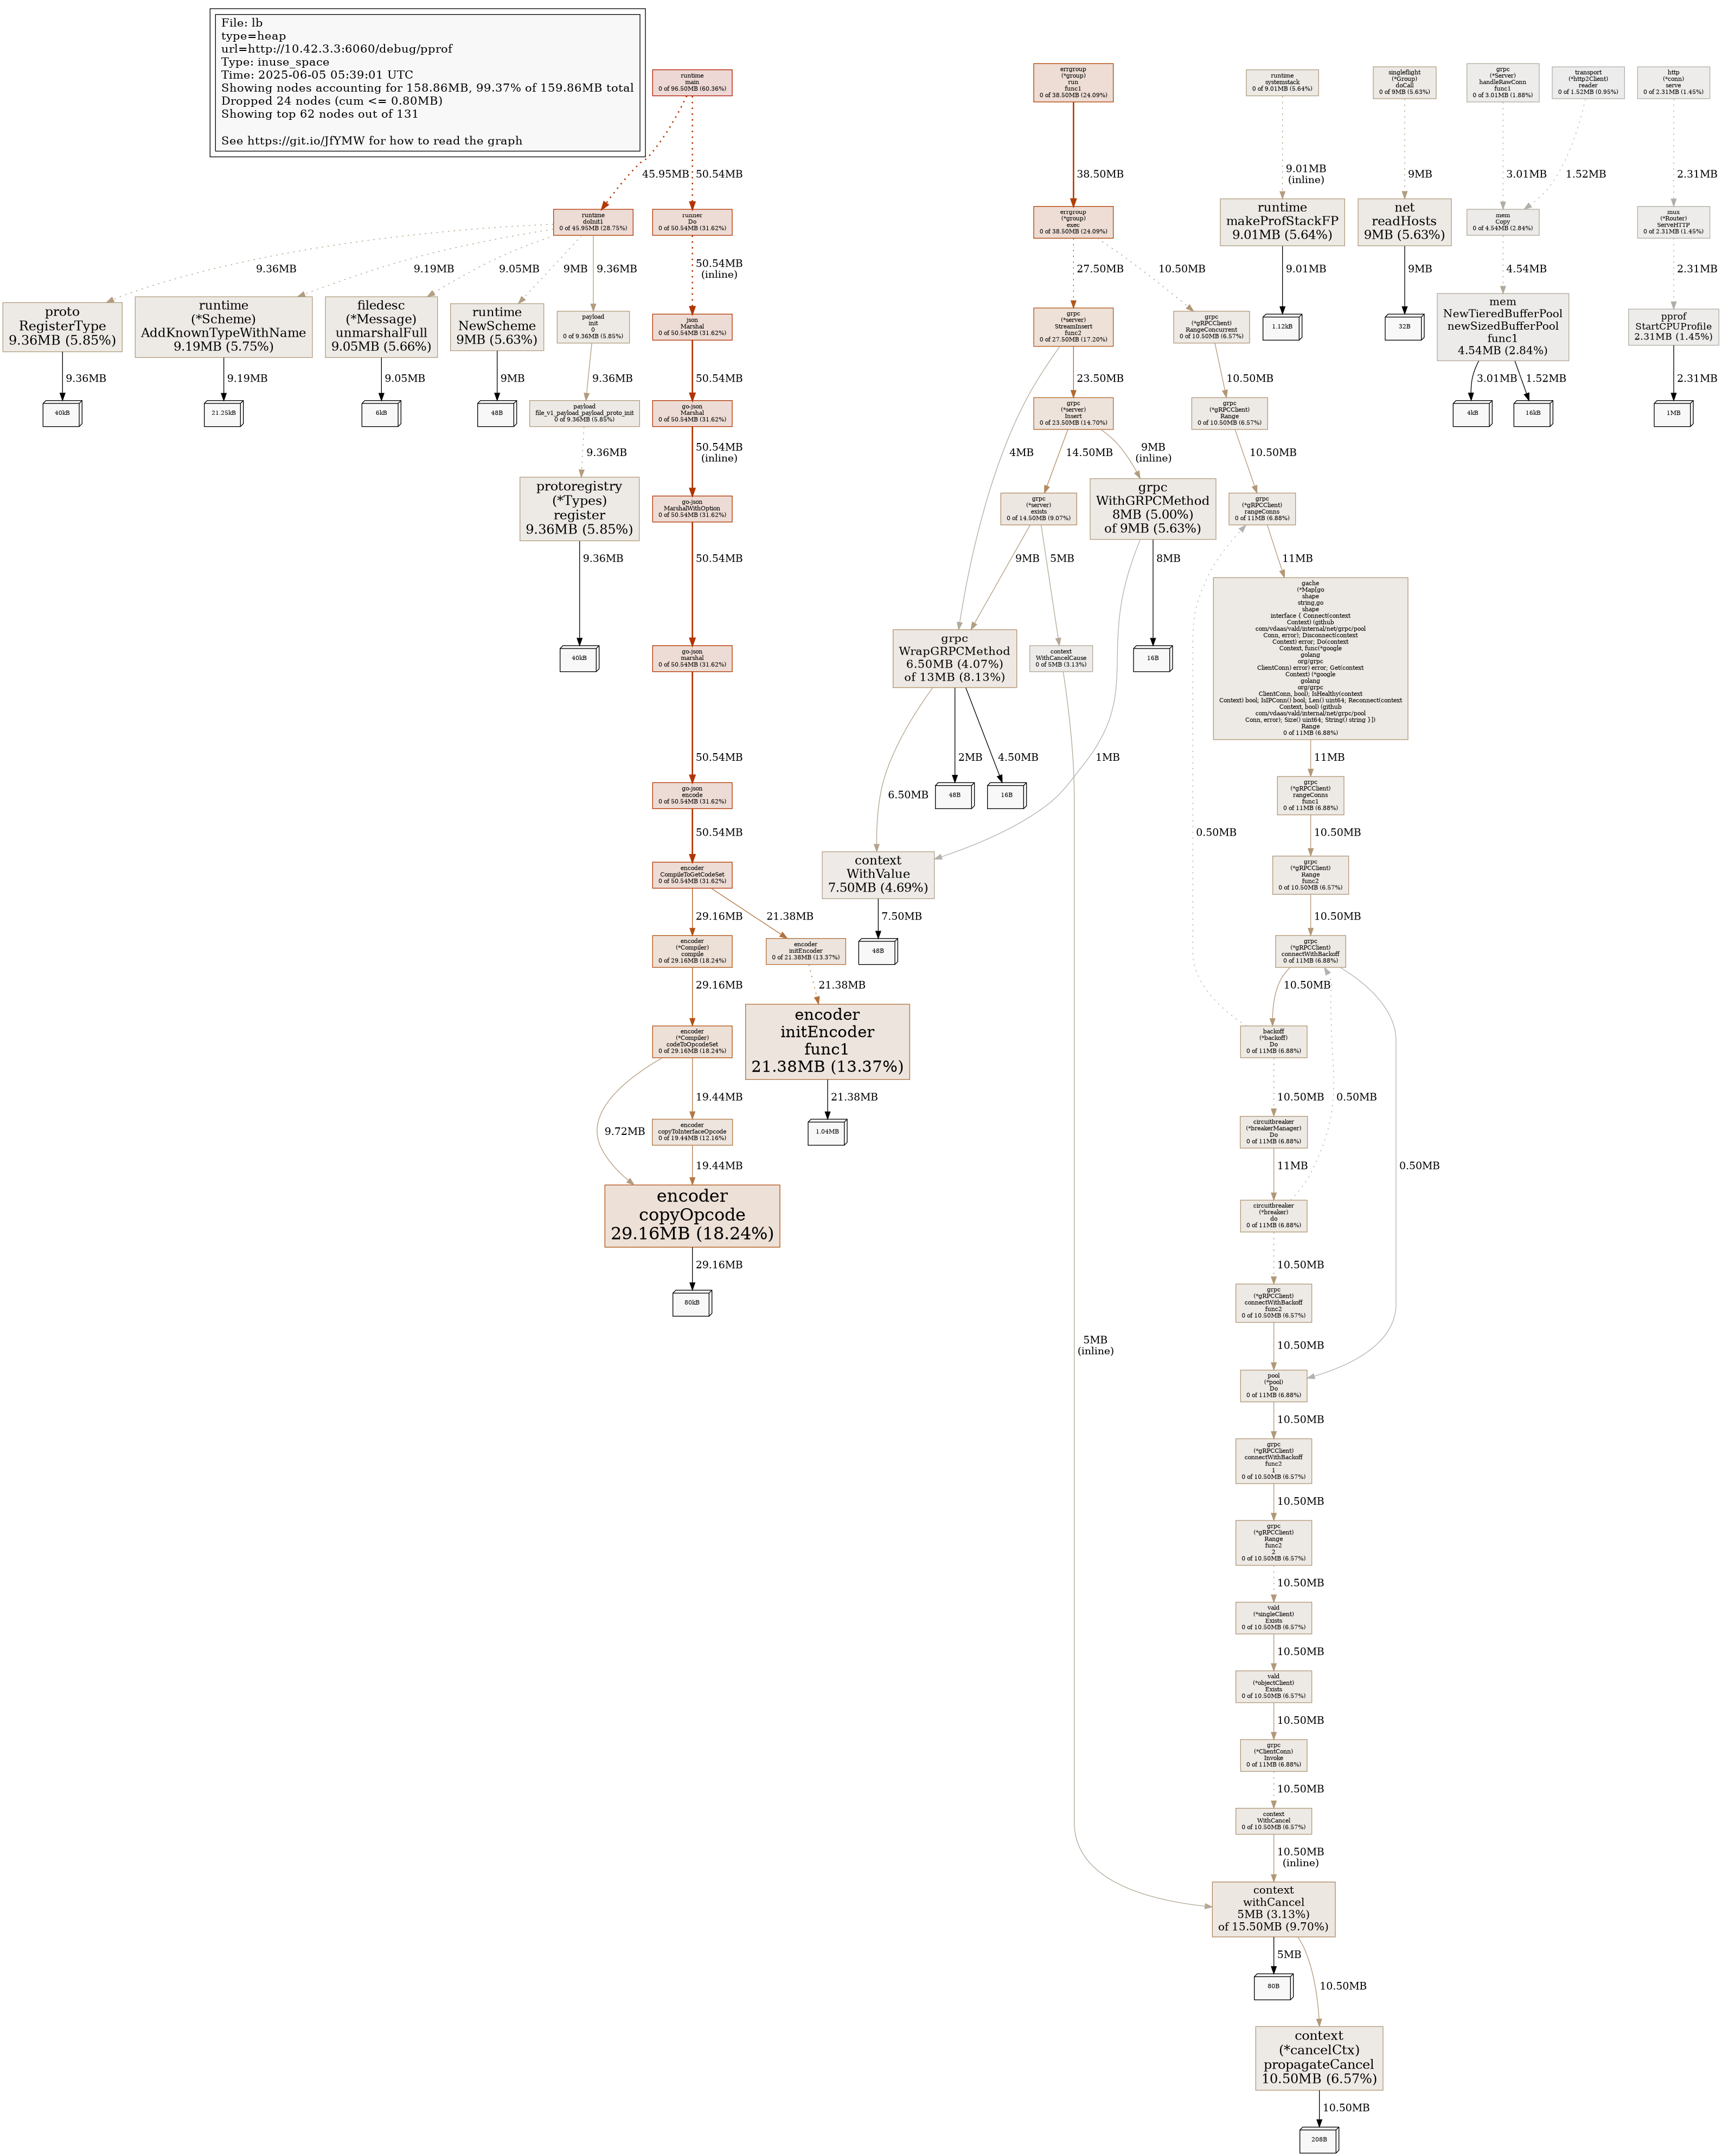 File: lb
type=heap
url=http://10.42.3.3:6060/debug/pprof
Type: inuse_space
Time: 2025-06-05 05:39:01 UTC
Showing nodes accounting for 158.86MB, 99.37% of 159.86MB total
Dropped 24 nodes (cum <= 0.80MB)
Showing top 62 nodes out of 131
See https://git.io/JfYMW for how to read the graph
runtime
main
0 of 96.50MB (60.36%)
errgroup
(*group)
run
func1
0 of 38.50MB (24.09%)
runtime
systemstack
0 of 9.01MB (5.64%)
singleflight
(*Group)
doCall
0 of 9MB (5.63%)
grpc
(*Server)
handleRawConn
func1
0 of 3.01MB (1.88%)
transport
(*http2Client)
reader
0 of 1.52MB (0.95%)
http
(*conn)
serve
0 of 2.31MB (1.45%)
45.95MB
50.54MB
38.50MB
9.01MB
(inline)
9MB
3.01MB
1.52MB
2.31MB
runtime
doInit1
0 of 45.95MB (28.75%)
runner
Do
0 of 50.54MB (31.62%)
errgroup
(*group)
exec
0 of 38.50MB (24.09%)
runtime
makeProfStackFP
9.01MB (5.64%)
net
readHosts
9MB (5.63%)
mem
Copy
0 of 4.54MB (2.84%)
mux
(*Router)
ServeHTTP
0 of 2.31MB (1.45%)
9.36MB
9.19MB
9.05MB
9MB
9.36MB
50.54MB
(inline)
27.50MB
10.50MB
9.01MB
9MB
4.54MB
2.31MB
proto
RegisterType
9.36MB (5.85%)
runtime
(*Scheme)
AddKnownTypeWithName
9.19MB (5.75%)
filedesc
(*Message)
unmarshalFull
9.05MB (5.66%)
runtime
NewScheme
9MB (5.63%)
payload
init
0
0 of 9.36MB (5.85%)
json
Marshal
0 of 50.54MB (31.62%)
grpc
(*server)
StreamInsert
func2
0 of 27.50MB (17.20%)
grpc
(*gRPCClient)
RangeConcurrent
0 of 10.50MB (6.57%)
1.12kB
32B
mem
NewTieredBufferPool
newSizedBufferPool
func1
4.54MB (2.84%)
pprof
StartCPUProfile
2.31MB (1.45%)
9.36MB
9.19MB
9.05MB
9MB
9.36MB
50.54MB
23.50MB
10.50MB
3.01MB
1.52MB
2.31MB
40kB
21.25kB
6kB
48B
payload
file_v1_payload_payload_proto_init
0 of 9.36MB (5.85%)
go-json
Marshal
0 of 50.54MB (31.62%)
grpc
(*server)
Insert
0 of 23.50MB (14.70%)
grpc
(*gRPCClient)
Range
0 of 10.50MB (6.57%)
4kB
16kB
1MB
9.36MB
50.54MB
(inline)
4MB
14.50MB
9MB
(inline)
10.50MB
protoregistry
(*Types)
register
9.36MB (5.85%)
go-json
MarshalWithOption
0 of 50.54MB (31.62%)
grpc
(*server)
exists
0 of 14.50MB (9.07%)
grpc
WithGRPCMethod
8MB (5.00%)
of 9MB (5.63%)
grpc
(*gRPCClient)
rangeConns
0 of 11MB (6.88%)
9.36MB
50.54MB
9MB
5MB
8MB
11MB
40kB
go-json
marshal
0 of 50.54MB (31.62%)
grpc
WrapGRPCMethod
6.50MB (4.07%)
of 13MB (8.13%)
context
WithCancelCause
0 of 5MB (3.13%)
16B
gache
(*Map[go
shape
string,go
shape
interface { Connect(context
Context) (github
com/vdaas/vald/internal/net/grpc/pool
Conn, error); Disconnect(context
Context) error; Do(context
Context, func(*google
golang
org/grpc
ClientConn) error) error; Get(context
Context) (*google
golang
org/grpc
ClientConn, bool); IsHealthy(context
Context) bool; IsIPConn() bool; Len() uint64; Reconnect(context
Context, bool) (github
com/vdaas/vald/internal/net/grpc/pool
Conn, error); Size() uint64; String() string }])
Range
0 of 11MB (6.88%)
50.54MB
6.50MB
2MB
4.50MB
1MB
11MB
go-json
encode
0 of 50.54MB (31.62%)
48B
16B
grpc
(*gRPCClient)
rangeConns
func1
0 of 11MB (6.88%)
50.54MB
0.50MB
10.50MB
encoder
CompileToGetCodeSet
0 of 50.54MB (31.62%)
context
WithValue
7.50MB (4.69%)
grpc
(*gRPCClient)
Range
func2
0 of 10.50MB (6.57%)
29.16MB
21.38MB
7.50MB
10.50MB
encoder
(*Compiler)
compile
0 of 29.16MB (18.24%)
encoder
initEncoder
0 of 21.38MB (13.37%)
48B
grpc
(*gRPCClient)
connectWithBackoff
0 of 11MB (6.88%)
29.16MB
21.38MB
10.50MB
encoder
(*Compiler)
codeToOpcodeSet
0 of 29.16MB (18.24%)
encoder
initEncoder
func1
21.38MB (13.37%)
backoff
(*backoff)
Do
0 of 11MB (6.88%)
9.72MB
19.44MB
21.38MB
10.50MB
0.50MB
encoder
copyToInterfaceOpcode
0 of 19.44MB (12.16%)
1.04MB
circuitbreaker
(*breakerManager)
Do
0 of 11MB (6.88%)
19.44MB
11MB
0.50MB
encoder
copyOpcode
29.16MB (18.24%)
circuitbreaker
(*breaker)
do
0 of 11MB (6.88%)
29.16MB
10.50MB
80kB
grpc
(*gRPCClient)
connectWithBackoff
func2
0 of 10.50MB (6.57%)
5MB
(inline)
10.50MB
pool
(*pool)
Do
0 of 11MB (6.88%)
10.50MB
grpc
(*gRPCClient)
connectWithBackoff
func2
1
0 of 10.50MB (6.57%)
10.50MB
grpc
(*gRPCClient)
Range
func2
2
0 of 10.50MB (6.57%)
10.50MB
vald
(*singleClient)
Exists
0 of 10.50MB (6.57%)
10.50MB
vald
(*objectClient)
Exists
0 of 10.50MB (6.57%)
10.50MB
grpc
(*ClientConn)
Invoke
0 of 11MB (6.88%)
10.50MB
context
WithCancel
0 of 10.50MB (6.57%)
10.50MB
(inline)
context
withCancel
5MB (3.13%)
of 15.50MB (9.70%)
5MB
10.50MB
80B
context
(*cancelCtx)
propagateCancel
10.50MB (6.57%)
10.50MB
208B